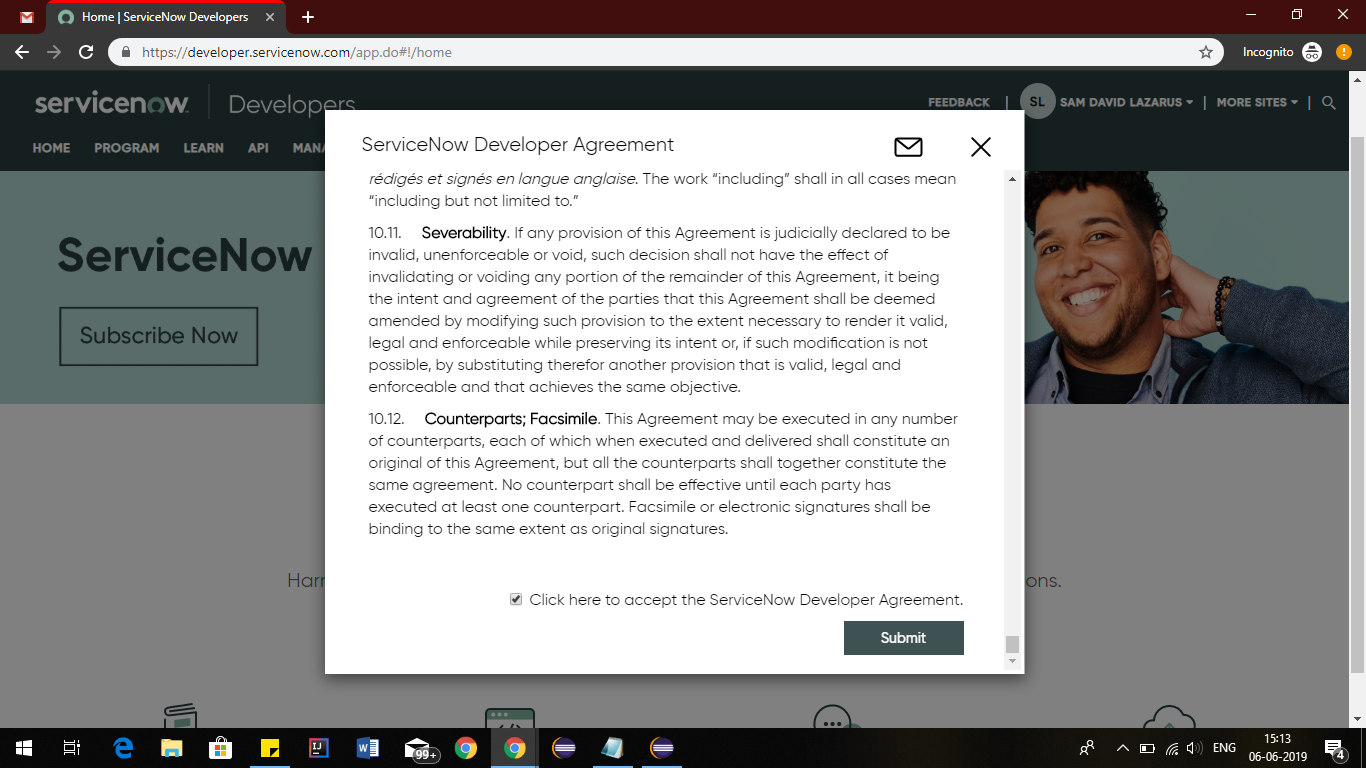 Home | ServiceNow Developers
https://developer.servicenow.com/app.do#!/home
Incognito
servicenow Developers
FEEDBACK | SL SAM DAVID LAZARUS | MORE SITES |
HOME PROGRAM LEARN API MANA
ServiceNow
Subscribe Now
ServiceNow Developer Agreement
rédigés et signés en langue anglaise. The work “including” shall in all cases mean
“including but not limited to.”
10.11. Severability. If any provision of this Agreement is judicially declared to be
invalid, unenforceable or void, such decision shall not have the effect of
invalidating or voiding any portion of the remainder of this Agreement, it being
the intent and agreement of the parties that this Agreement shall be deemed
amended by modifying such provision to the extent necessary to render it valid,
legal and enforceable while preserving its intent or, if such modification is not
possible, by substituting therefor another provision that is valid, legal and
enforceable and that achieves the same objective.
10.12. Counterparts; Facsimile. This Agreement may be executed in any number
of counterparts, each of which when executed and delivered shall constitute an
original of this Agreement, but all the counterparts shall together constitute the
same agreement. No counterpart shall be effective until each party has
executed at least one counterpart. Facsimile or electronic signatures shall be
binding to the same extent as original signatures.
Harr
ons.
Click here to accept the ServiceNow Developer Agreement.
Submit
IJ
99+
ENG
15:13
06-06-2019
4